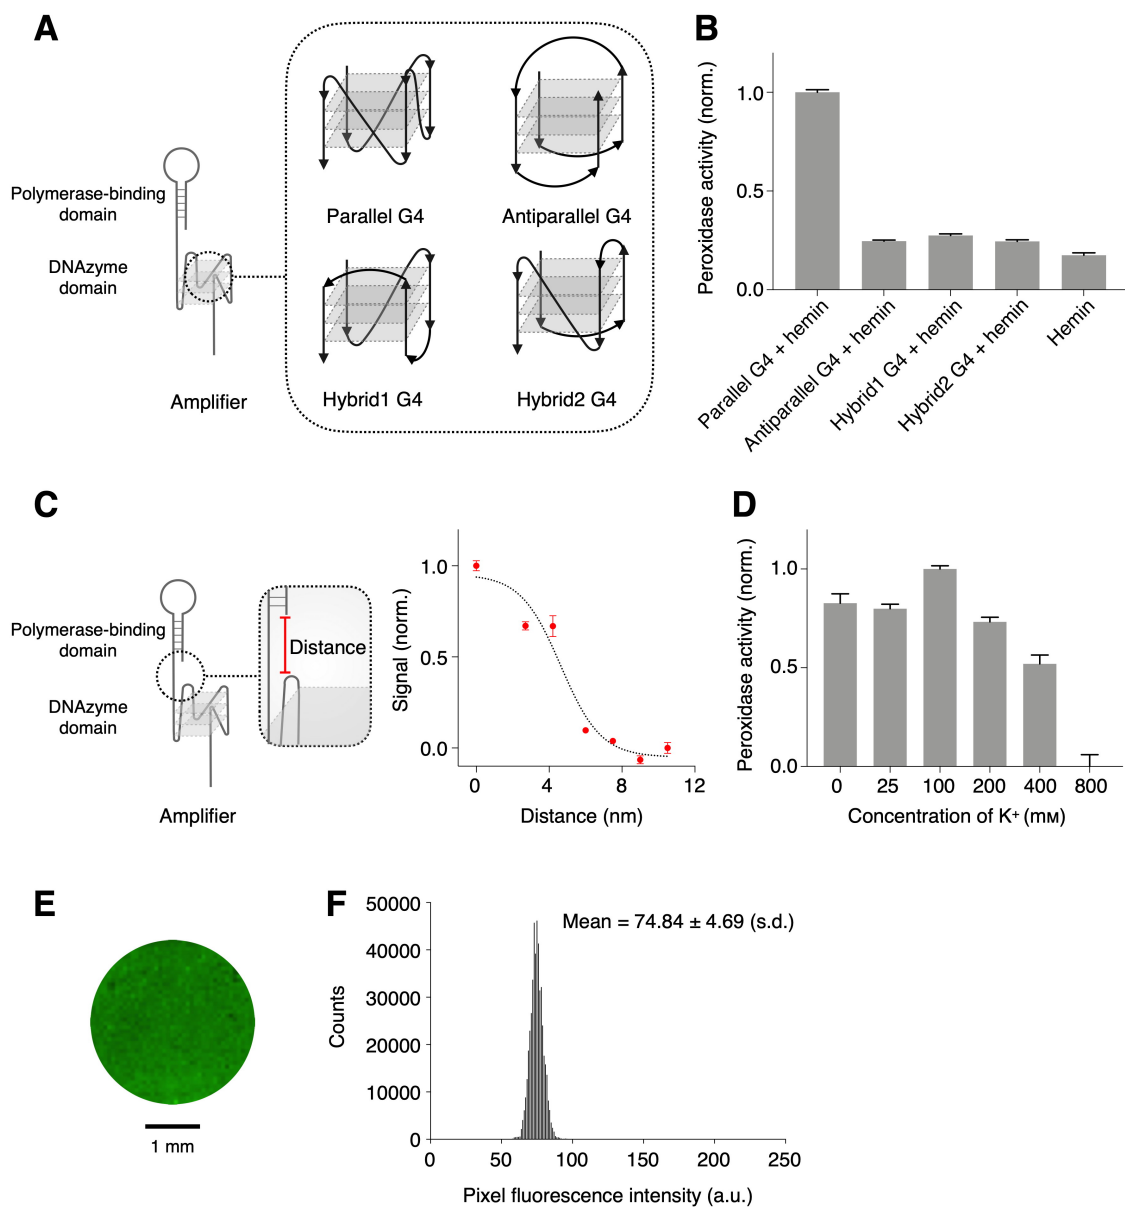 A
Polymerase-binding
domain
DNAzyme
domain
Amplifier
Parallel G4
Antiparallel G4
Hybrid1 G4
Hybrid2 G4
B
Peroxidase activity (norm.)
1.0
0.5
0.0
Parallel G4 + hemin
Antiparallel G4 + hemin
Hybrid1 G4 + hemin
Hybrid2 G4 + hemin
Hemin
C
Polymerase-binding
domain
DNAzyme
domain
Amplifier
Distance
Signal (norm.)
1.0
0.5
0.0
0 4 8 12
Distance (nm)
D
Peroxidase activity (norm.)
1.0
0.5
0.0
0 25 100 200 400 800
Concentration of K⁺ (mM)
E
1 mm
F
Mean = 74.84 ± 4.69 (s.d.)
Counts
50000
40000
30000
20000
10000
0
0 50 100 150 200 250
Pixel fluorescence intensity (a.u.)